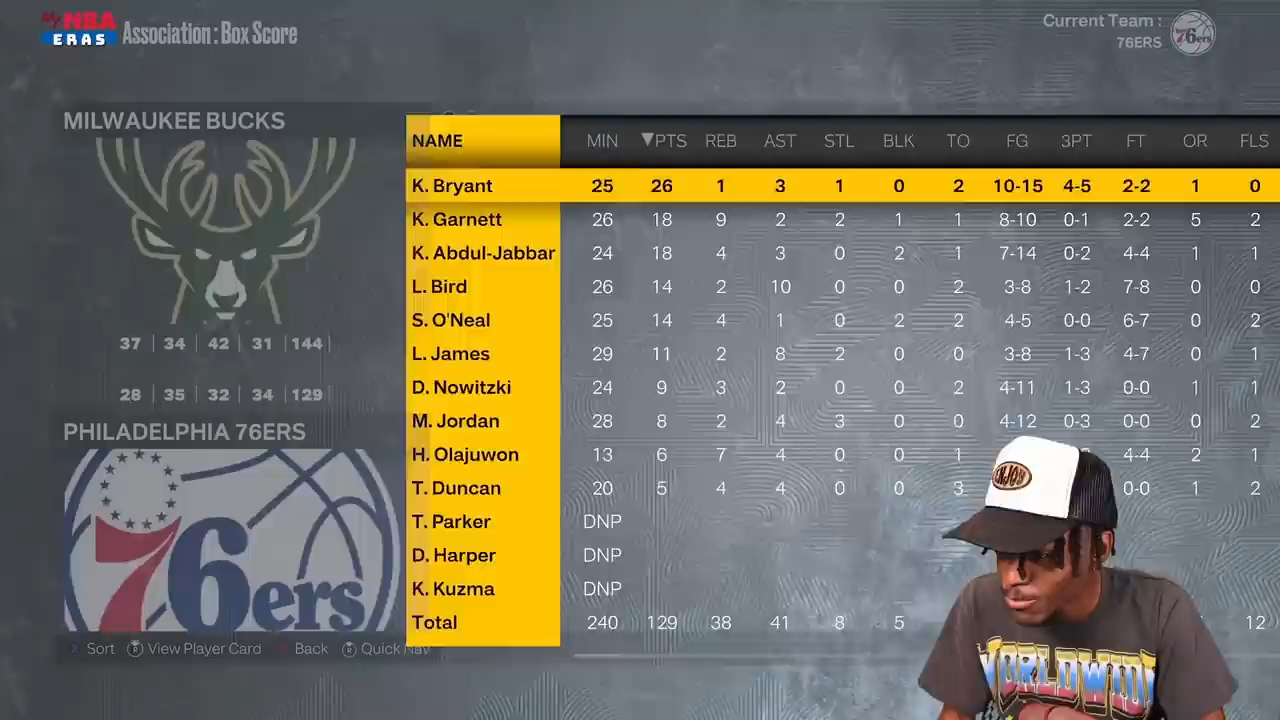 My NBA ERAS
Association : Box Score
Current Team :
76ERS
76ers
MILWAUKEE BUCKS
37 | 34 | 42 | 31 | 144 |
28 | 35 | 32 | 34 | 129 |
PHILADELPHIA 76ERS
76ers
NAME MIN ▼PTS REB AST STL BLK TO FG 3PT FT OR FLS
K. Bryant 25 26 1 3 1 0 2 10-15 4-5 2-2 1 0
K. Garnett 26 18 9 2 2 1 1 8-10 0-1 2-2 5 2
K. Abdul-Jabbar 24 18 4 3 0 2 1 7-14 0-2 4-4 1 1
L. Bird 26 14 2 10 0 0 2 3-8 1-2 7-8 0 0
S. O'Neal 25 14 4 1 0 2 2 4-5 0-0 6-7 0 2
L. James 29 11 2 8 2 0 0 3-8 1-3 4-7 0 1
D. Nowitzki 24 9 3 2 0 0 2 4-11 1-3 0-0 1 1
M. Jordan 28 8 2 4 3 0 0 4-12 0-3 0-0 0 2
H. Olajuwon 13 6 7 4 0 0 1 4-4 2 1
T. Duncan 20 5 4 4 0 0 3 0-0 1 2
T. Parker DNP
D. Harper DNP
K. Kuzma DNP
Total 240 129 38 41 8 5 12
Sort View Player Card Back Quick Nav
ENJOY
WORLDWIDE